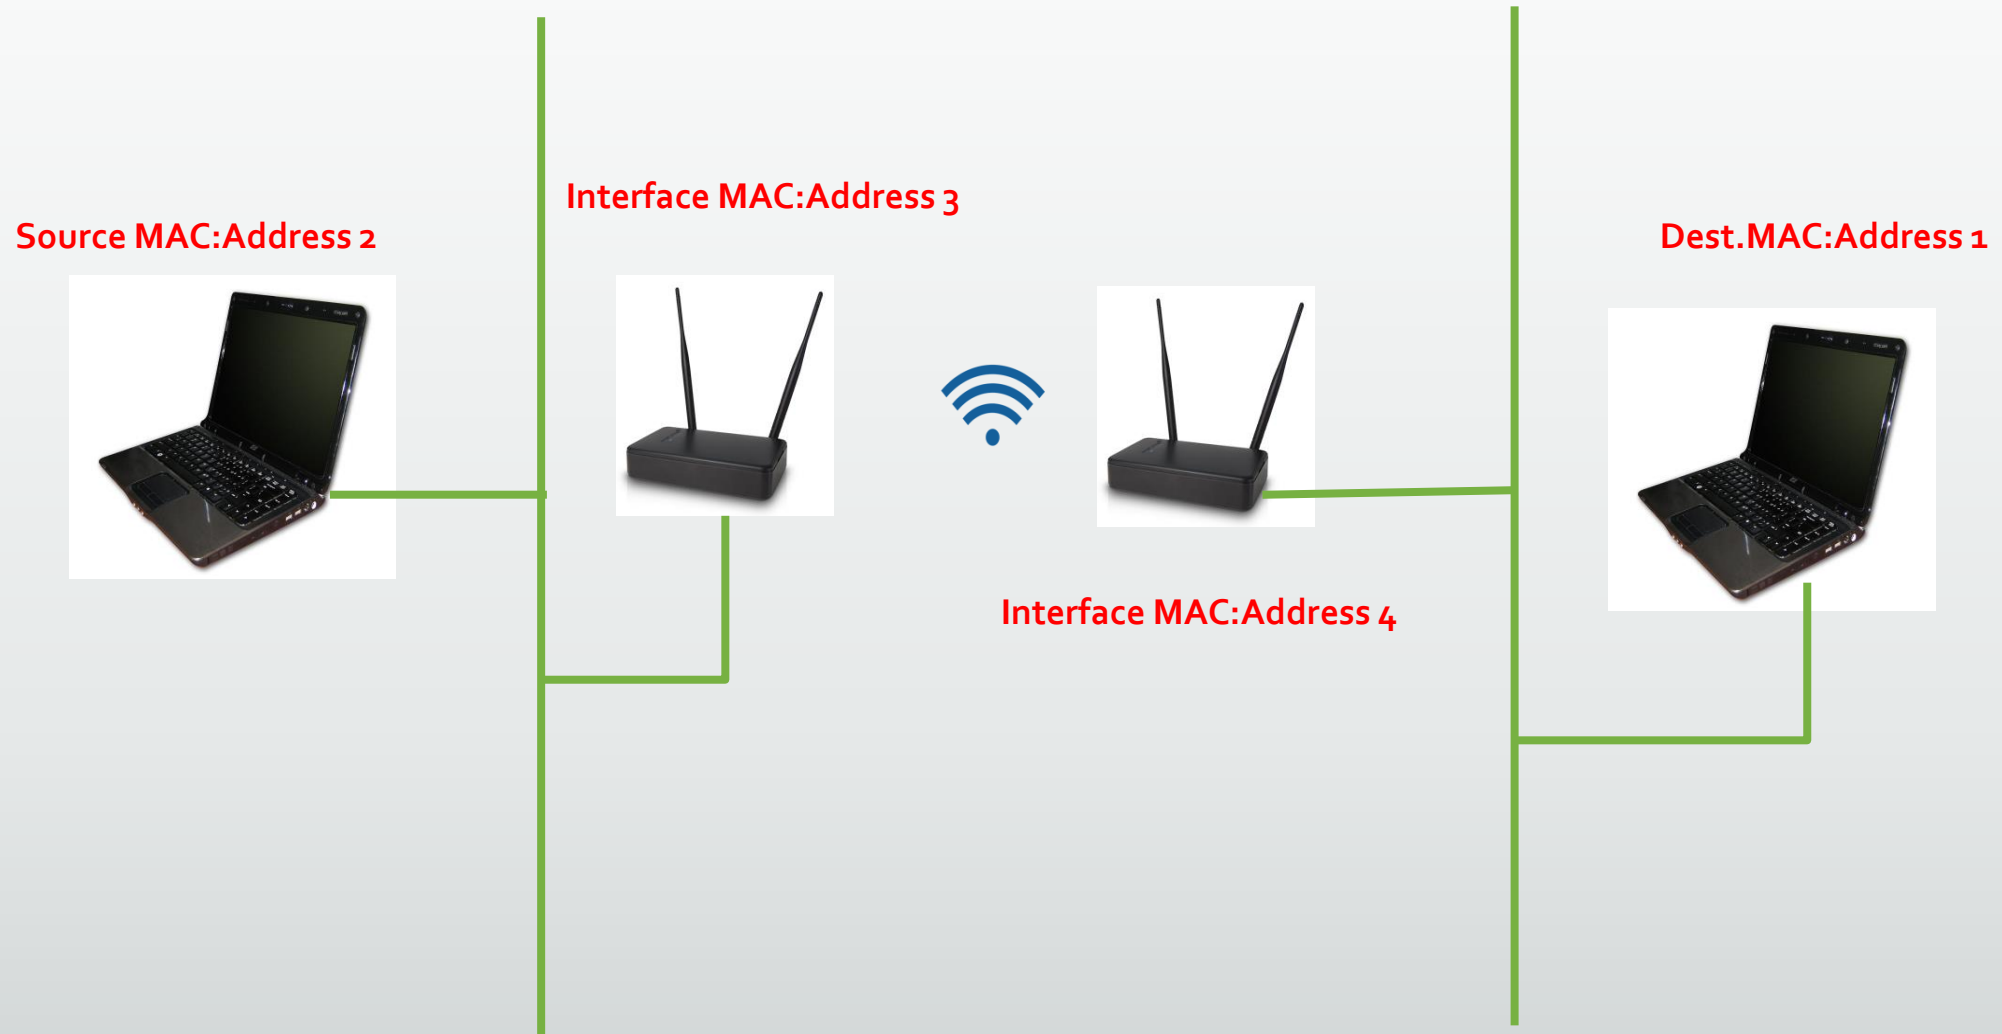 Interface MAC:Address 3
Source MAC:Address 2
Dest.MAC:Address 1
Interface MAC:Address 4